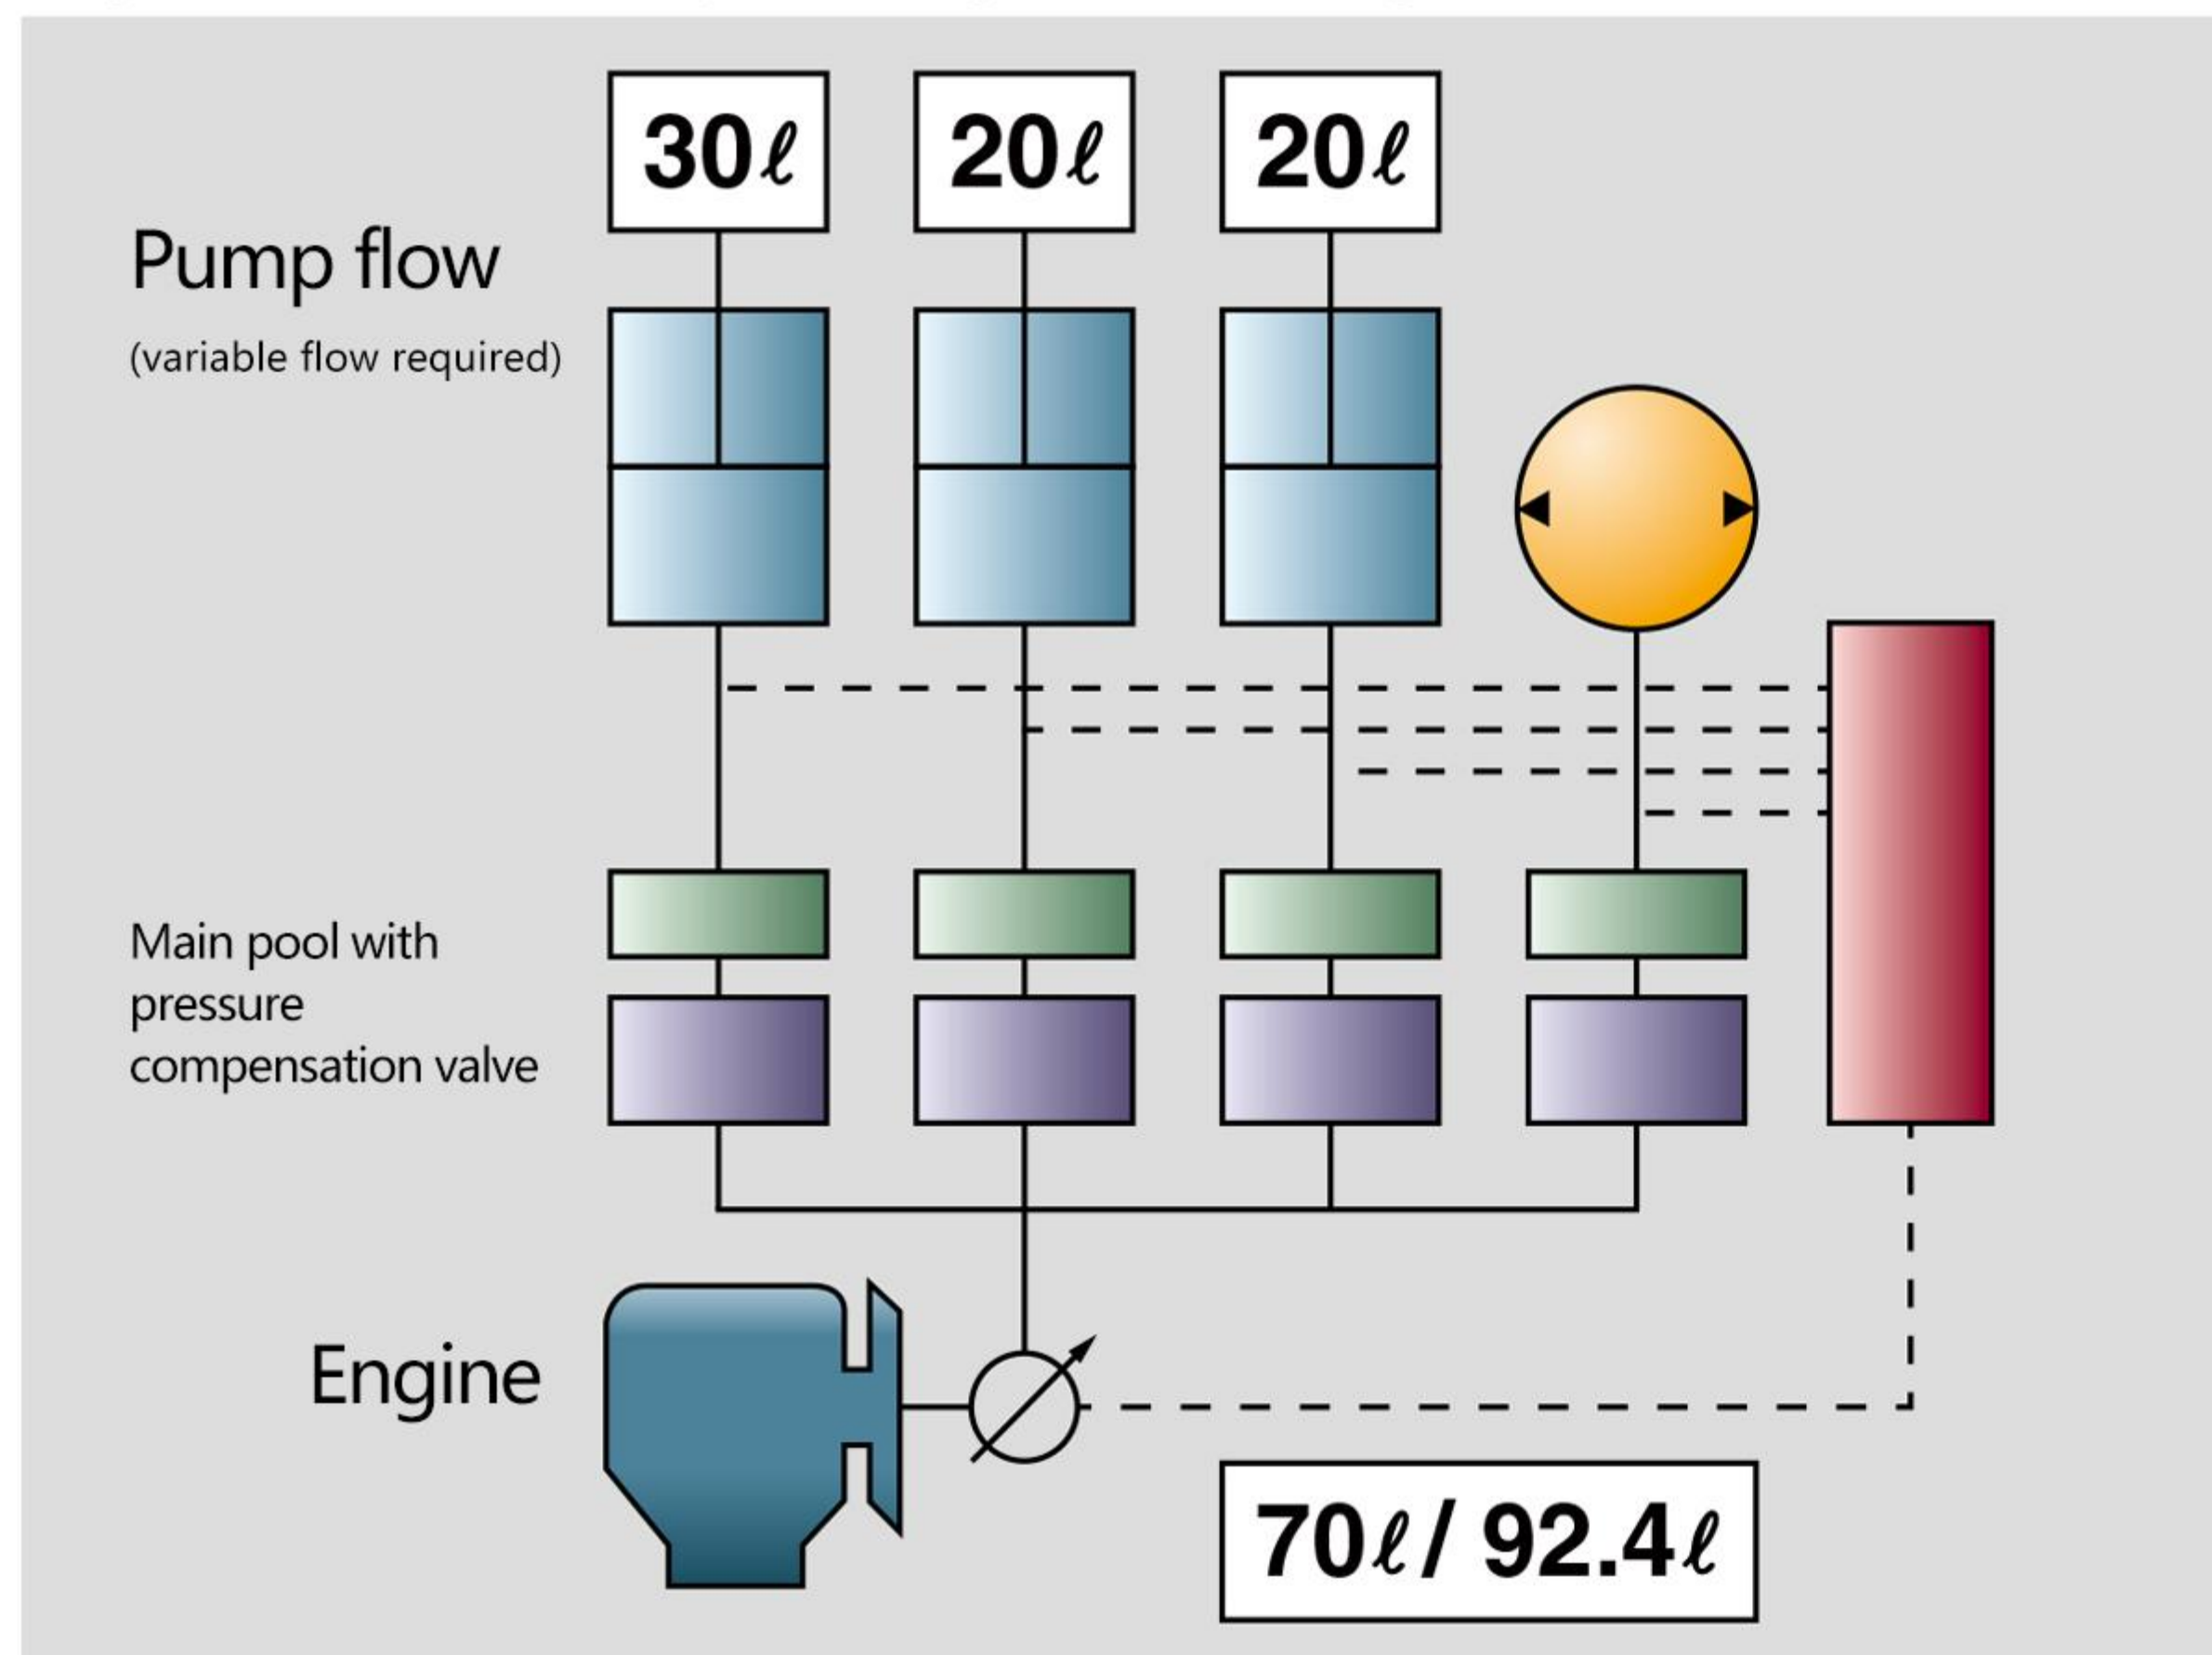 30ℓ
20ℓ
20ℓ
Pump flow
(variable flow required)
Main pool with
pressure
compensation valve
Engine
70ℓ/ 92.4ℓ